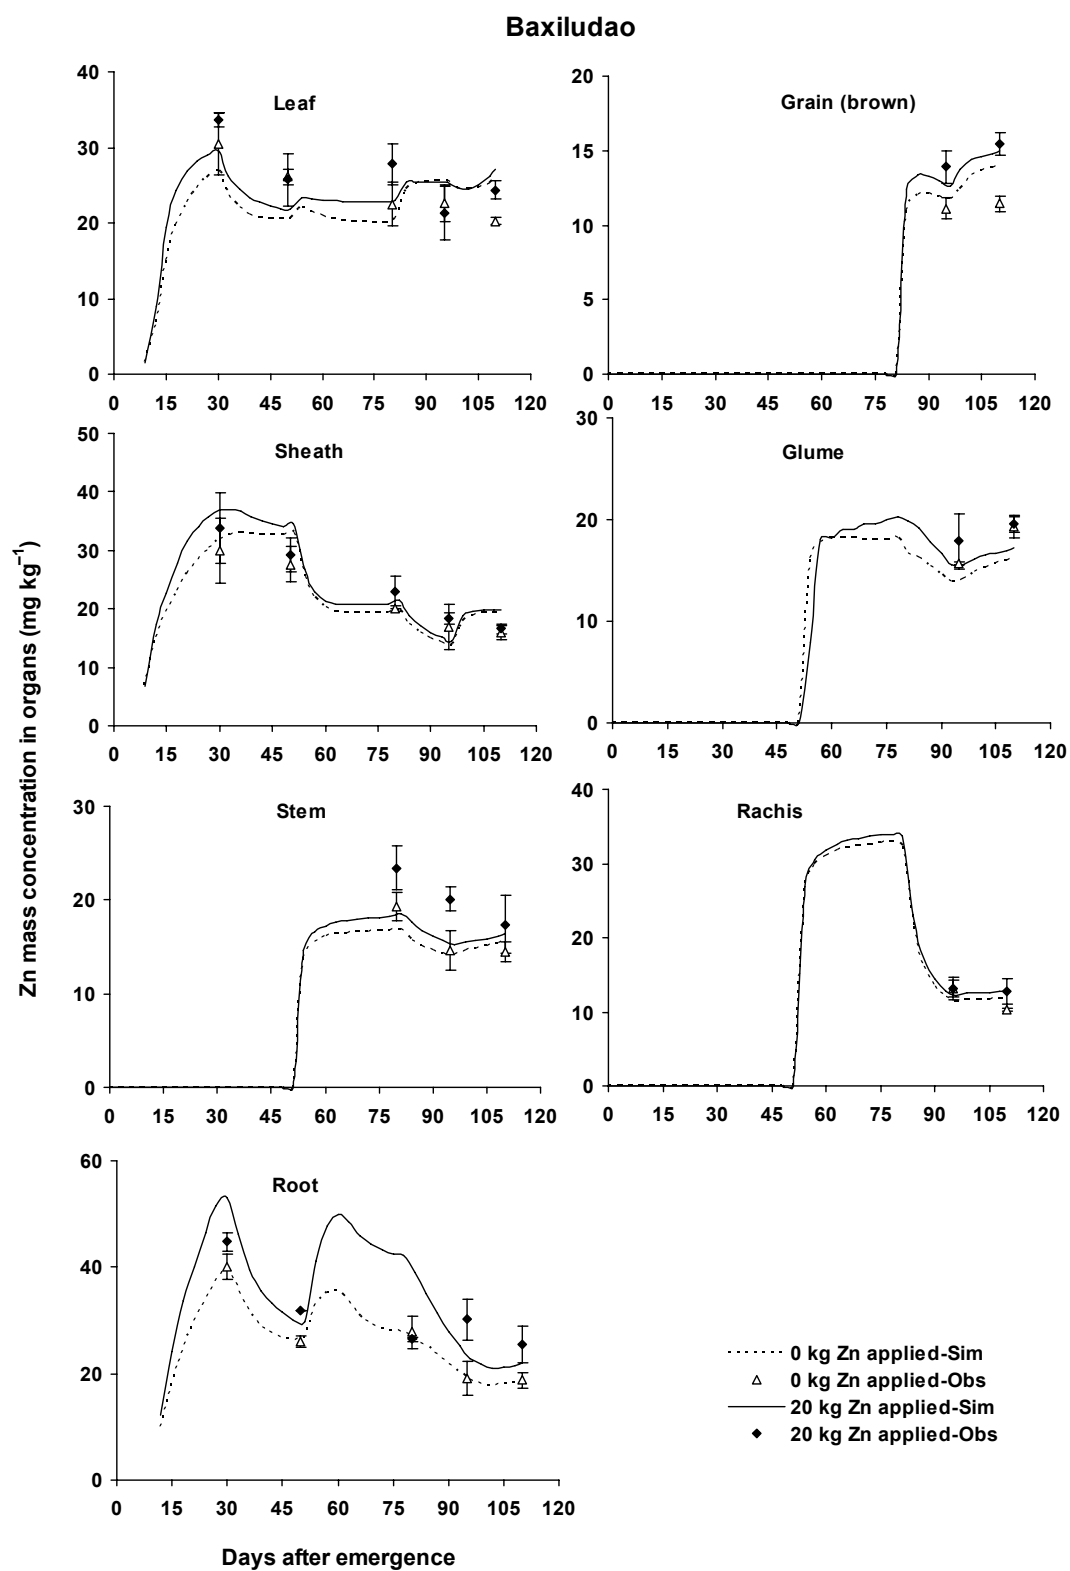 Baxiludao
Leaf
40
30
20
10
0
0 15 30 45 60 75 90 105 120
Grain (brown)
20
15
10
5
0
0 15 30 45 60 75 90 105 120
Sheath
50
40
30
20
10
0
0 15 30 45 60 75 90 105 120
Glume
30
20
10
0
0 15 30 45 60 75 90 105 120
Stem
30
20
10
0
0 15 30 45 60 75 90 105 120
Rachis
40
30
20
10
0
0 15 30 45 60 75 90 105 120
Root
60
40
20
0
0 15 30 45 60 75 90 105 120
Zn mass concentration in organs (mg kg⁻¹)
Days after emergence
0 kg Zn applied-Sim
0 kg Zn applied-Obs
20 kg Zn applied-Sim
20 kg Zn applied-Obs